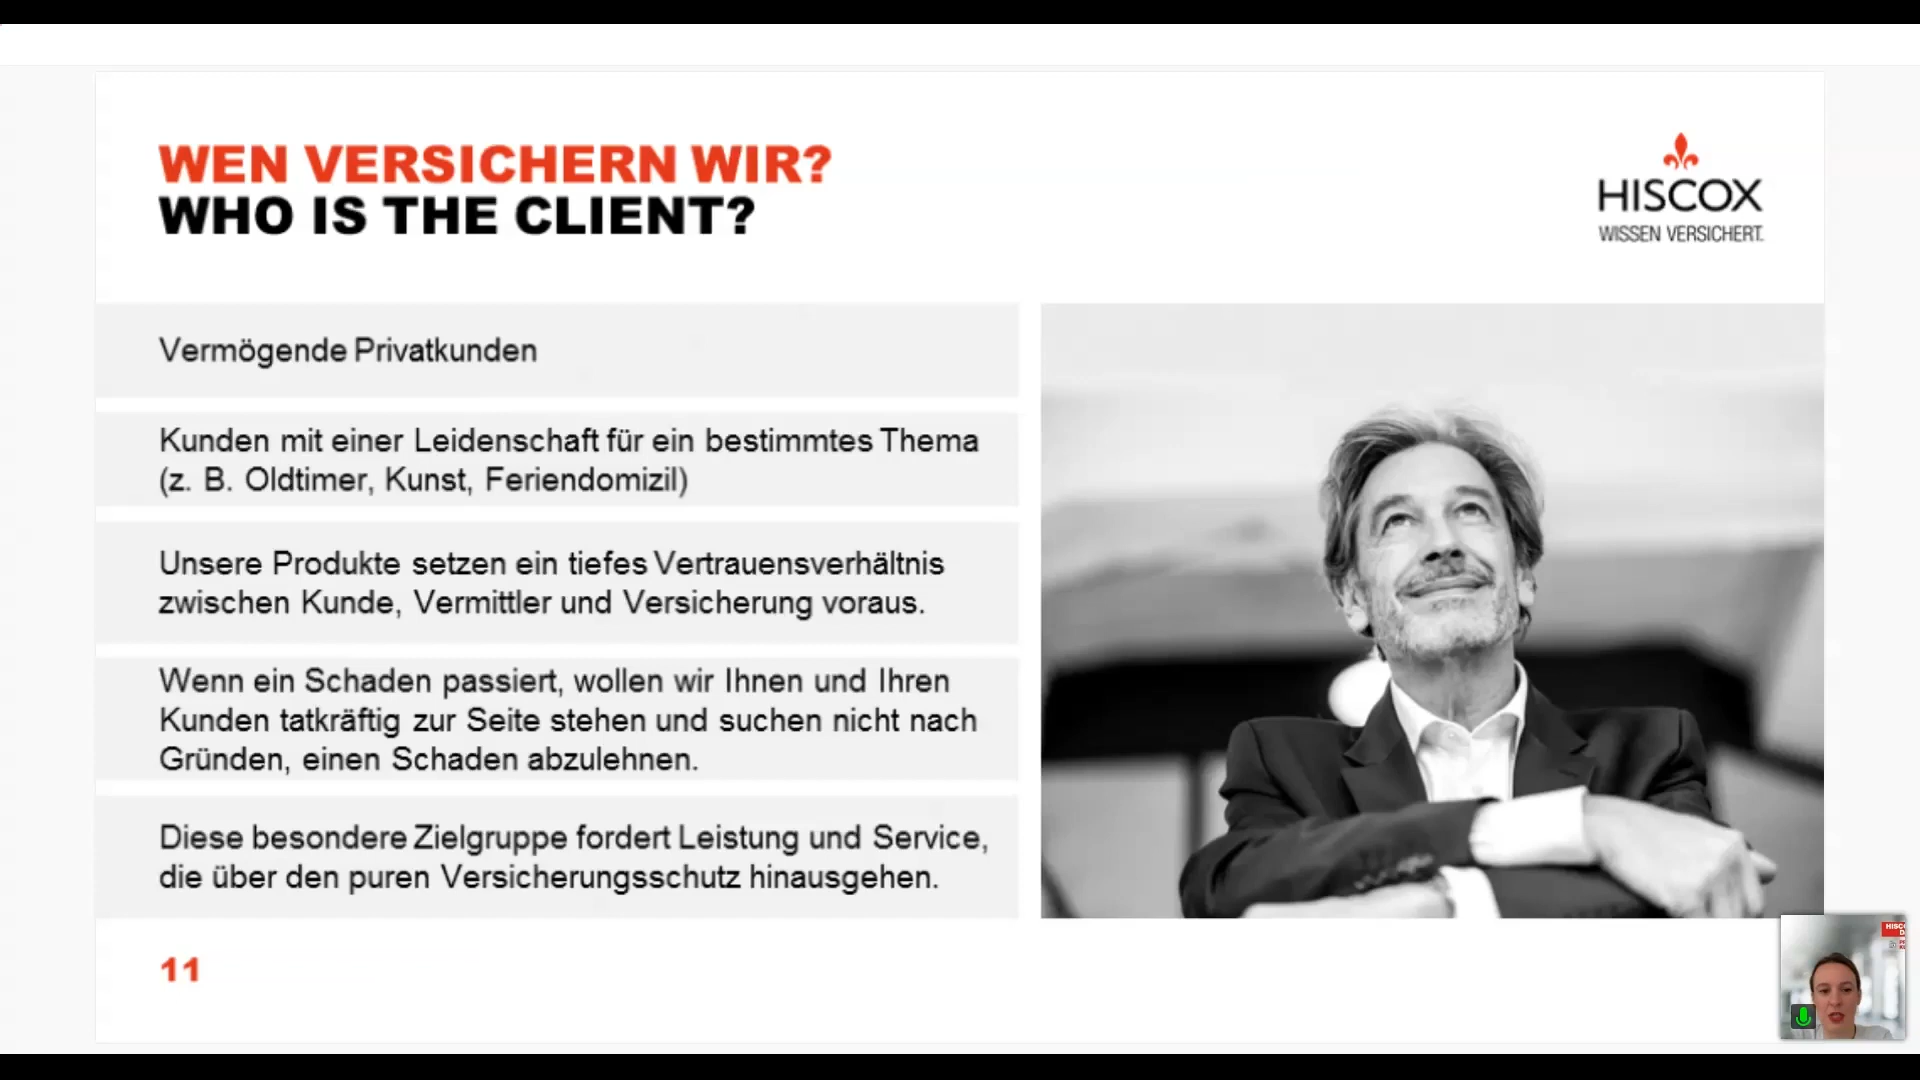 WEN VERSICHERN WIR?
WHO IS THE CLIENT?
HISCOX
WISSEN VERSICHERT.
Vermögende Privatkunden
Kunden mit einer Leidenschaft für ein bestimmtes Thema
(z. B. Oldtimer, Kunst, Feriendomizil)
Unsere Produkte setzen ein tiefes Vertrauensverhältnis
zwischen Kunde, Vermittler und Versicherung voraus.
Wenn ein Schaden passiert, wollen wir Ihnen und Ihren
Kunden tatkräftig zur Seite stehen und suchen nicht nach
Gründen, einen Schaden abzulehnen.
Diese besondere Zielgruppe fordert Leistung und Service,
die über den puren Versicherungsschutz hinausgehen.
11